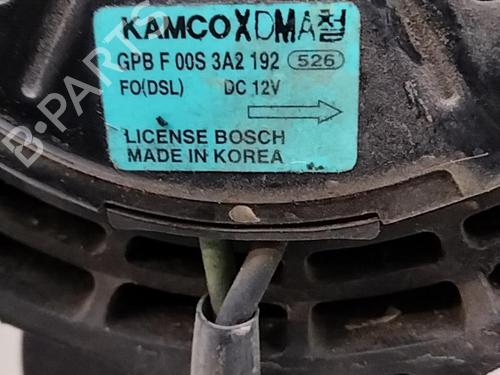 KAMCO XDMA철
GPB F 00S 3A2 192 526
FO(DSL) DC 12V
LICENSE BOSCH
MADE IN KOREA
B-PARTS